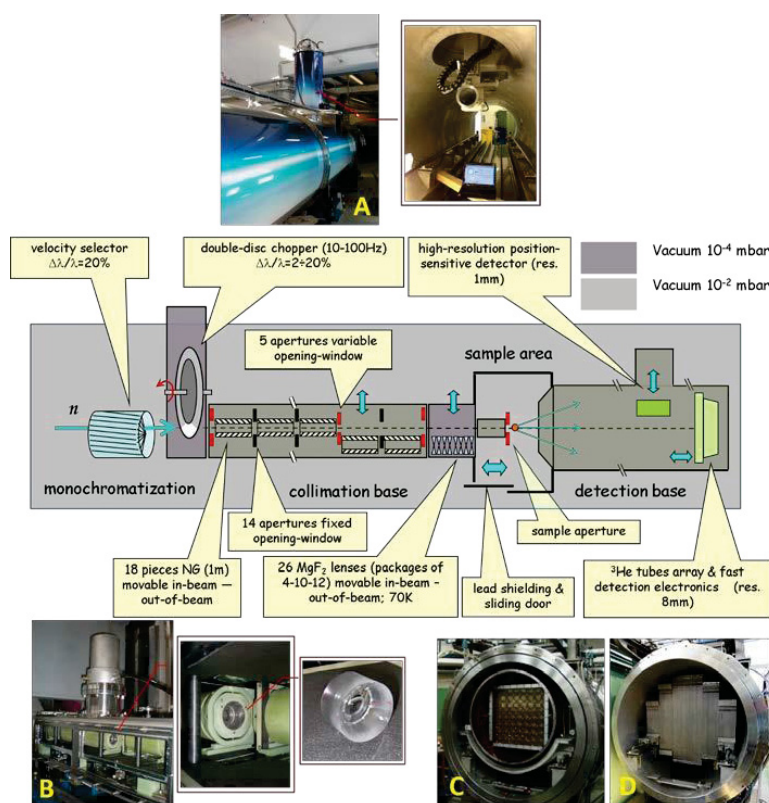 A
velocity selector
Δλ/λ=20%
double-disc chopper (10-100Hz)
Δλ/λ=2÷20%
high-resolution position-
sensitive detector (res.
1mm)
Vacuum 10⁻⁴ mbar
Vacuum 10⁻² mbar
5 apertures variable
opening-window
sample area
n
monochromatization
collimation base
detection base
14 apertures fixed
opening-window
sample aperture
18 pieces NG (1m)
movable in-beam —
out-of-beam
26 MgF₂ lenses (packages of
4-10-12) movable in-beam -
out-of-beam; 70K
lead shielding &
sliding door
³He tubes array & fast
detection electronics (res.
8mm)
B
C
D